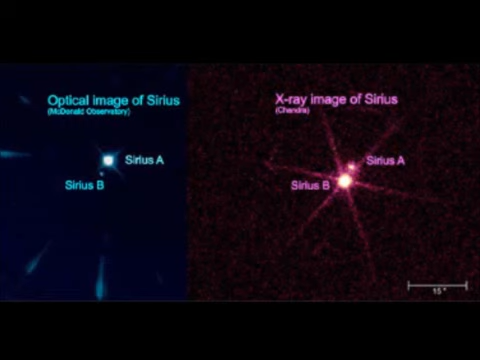 Optical image of Sirius
(McDonald Observatory)
Sirius A
Sirius B
X-ray image of Sirius
(Chandra)
Sirius A
Sirius B
15 "